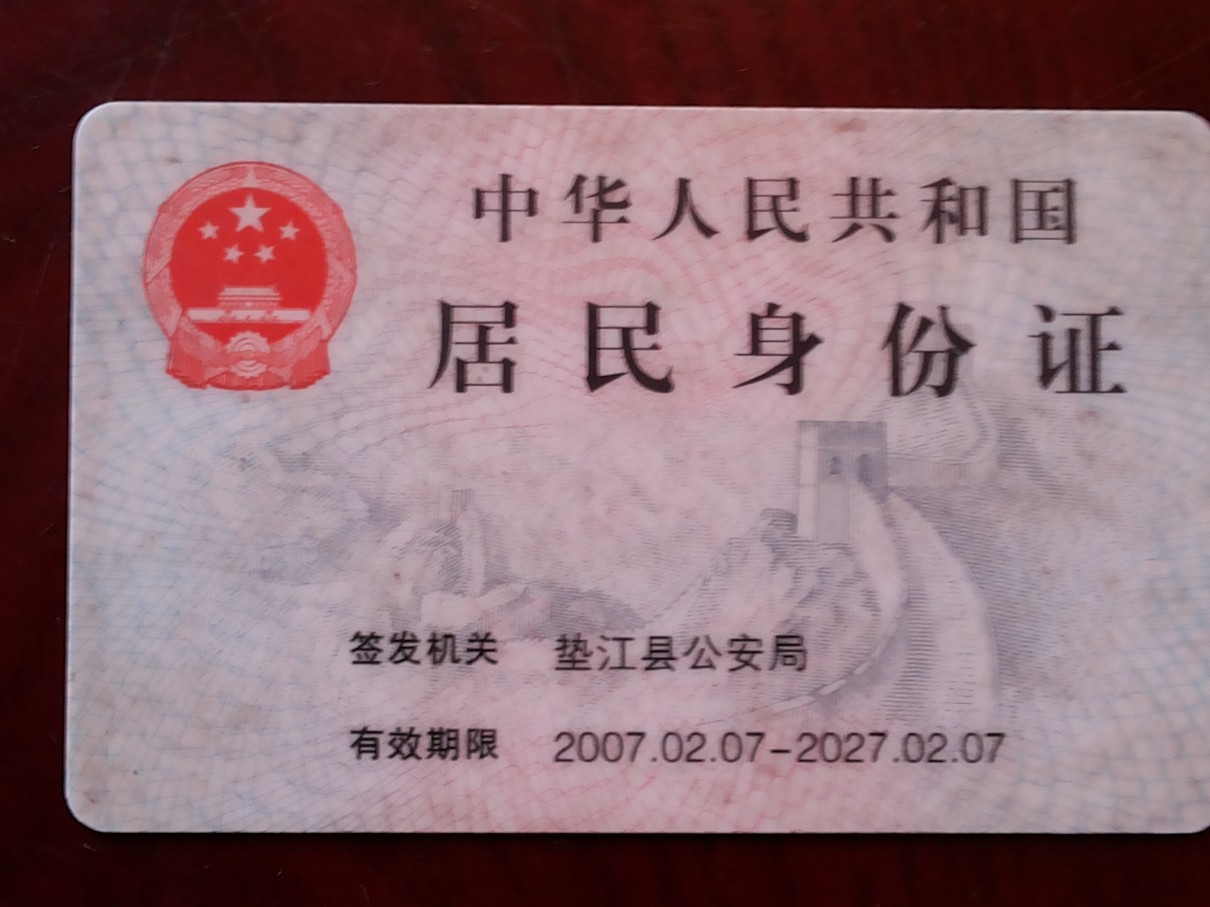 中华人民共和国
居民身份证
签发机关 垫江县公安局
有效期限 2007.02.07-2027.02.07